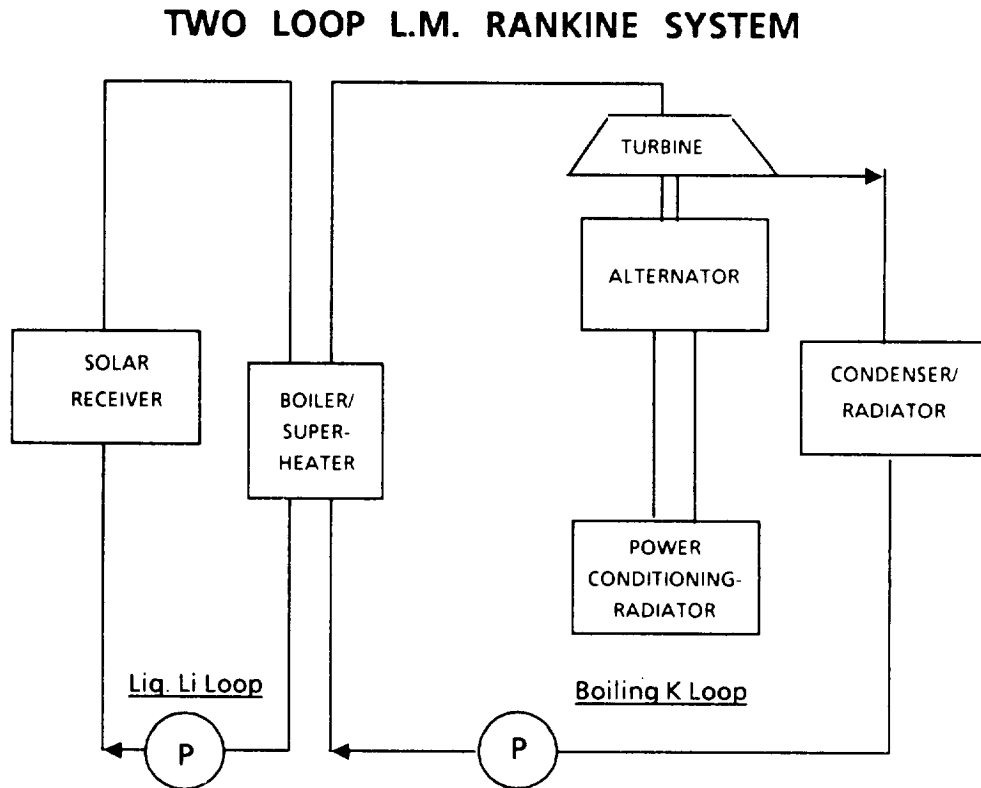 TWO LOOP L.M. RANKINE SYSTEM
TURBINE
ALTERNATOR
SOLAR
RECEIVER
BOILER/
SUPER-
HEATER
CONDENSER/
RADIATOR
POWER
CONDITIONING-
RADIATOR
Liq. Li Loop
Boiling K Loop
P
P